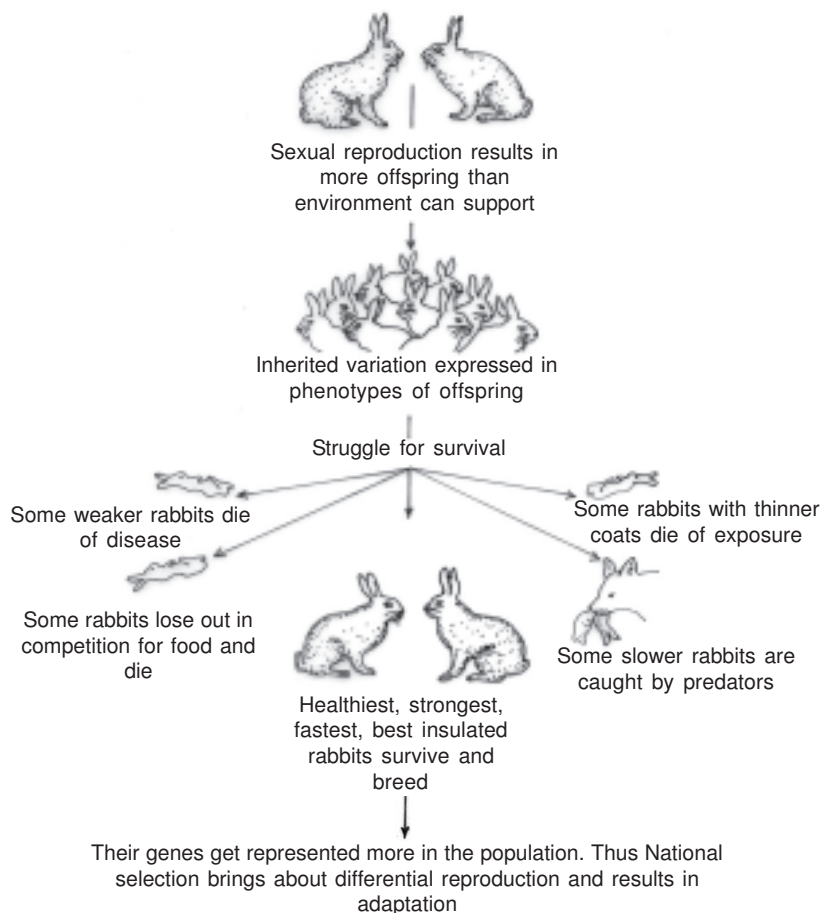 Sexual reproduction results in
more offspring than
environment can support
Inherited variation expressed in
phenotypes of offspring
Struggle for survival
Some weaker rabbits die
of disease
Some rabbits with thinner
coats die of exposure
Some rabbits lose out in
competition for food and
die
Some slower rabbits are
caught by predators
Healthiest, strongest,
fastest, best insulated
rabbits survive and
breed
Their genes get represented more in the population. Thus National
selection brings about differential reproduction and results in
adaptation